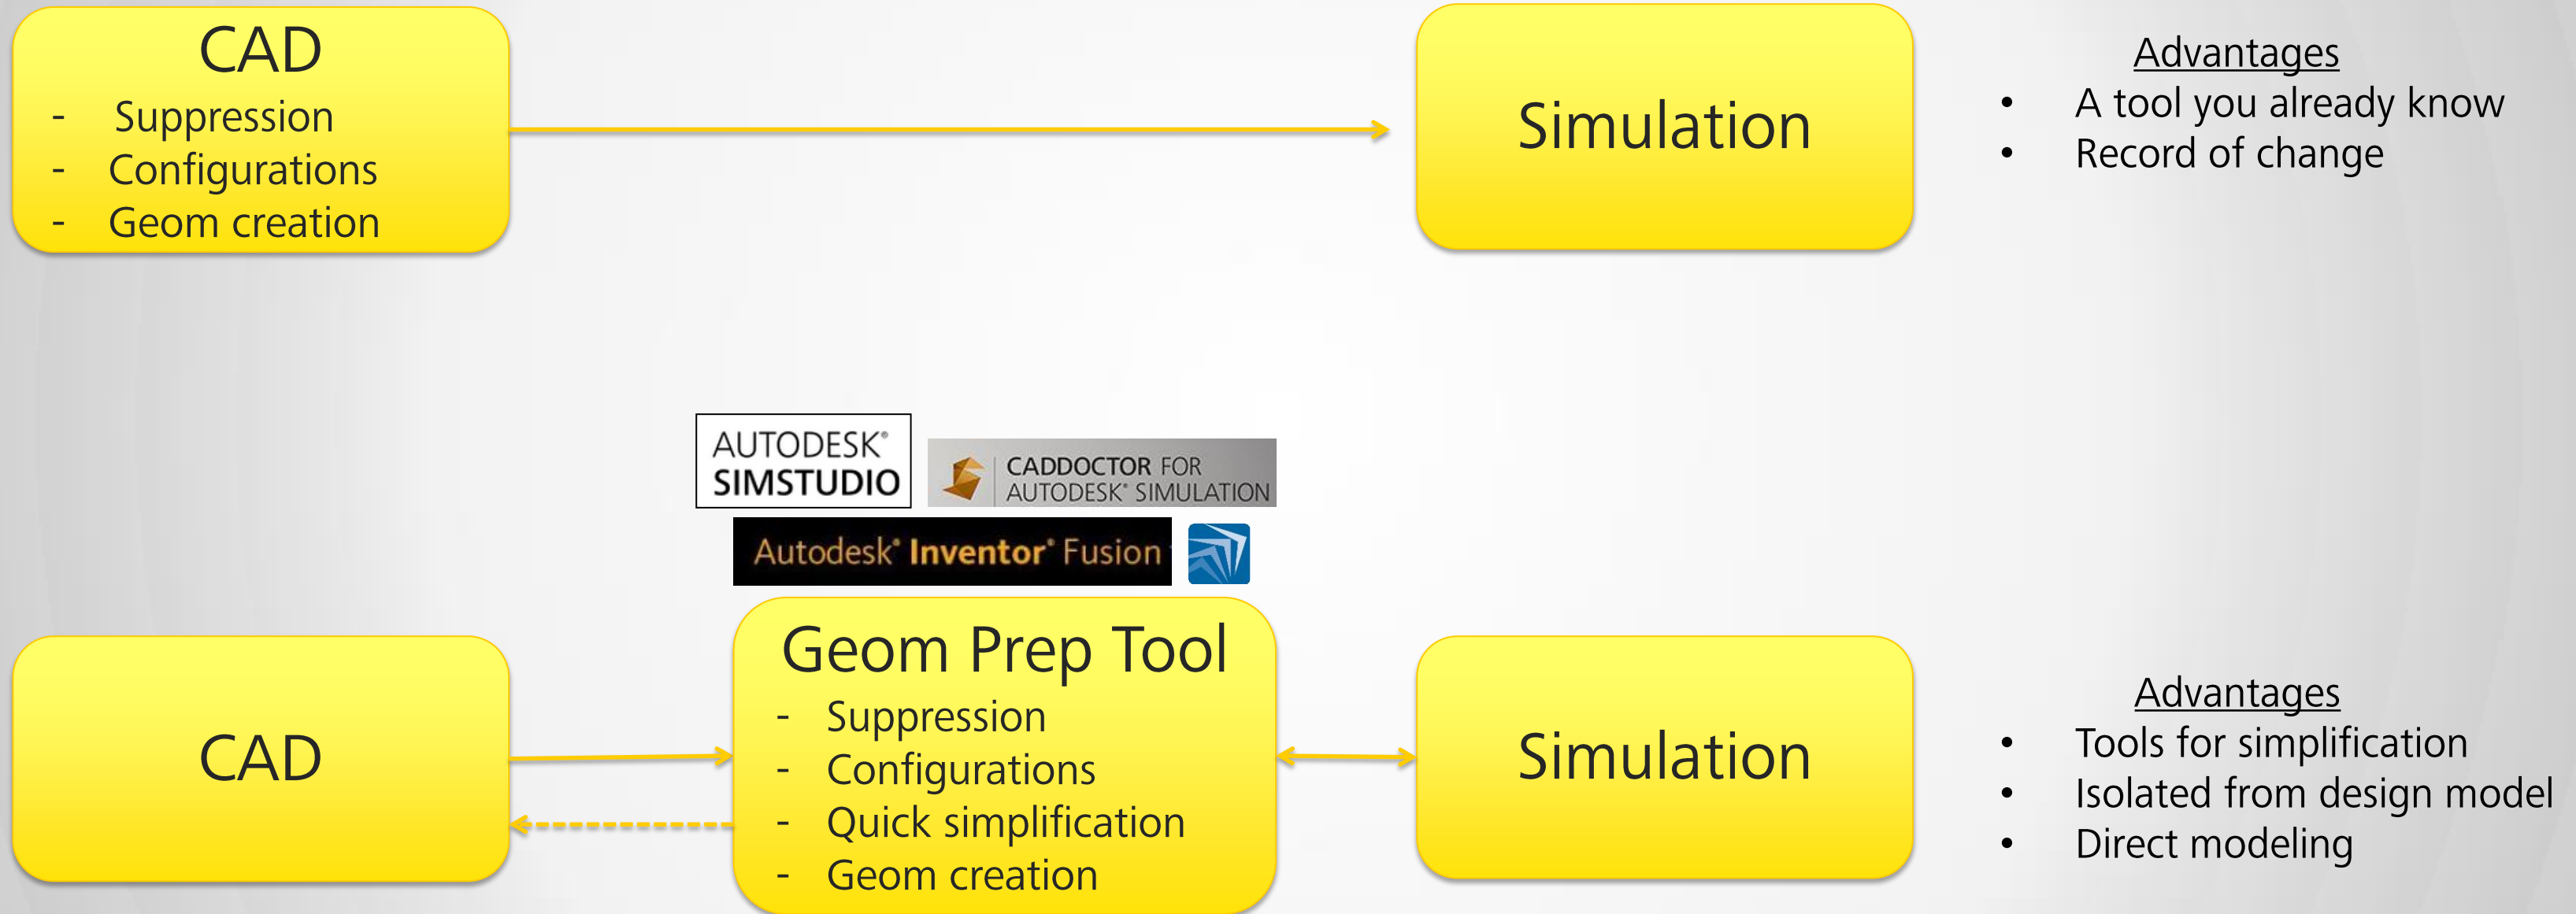 CAD
- Suppression
- Configurations
- Geom creation
Simulation
Advantages
• A tool you already know
• Record of change
AUTODESK®
SIMSTUDIO
CADDOCTOR FOR
AUTODESK® SIMULATION
Autodesk® Inventor® Fusion
CAD
Geom Prep Tool
- Suppression
- Configurations
- Quick simplification
- Geom creation
Simulation
Advantages
• Tools for simplification
• Isolated from design model
• Direct modeling